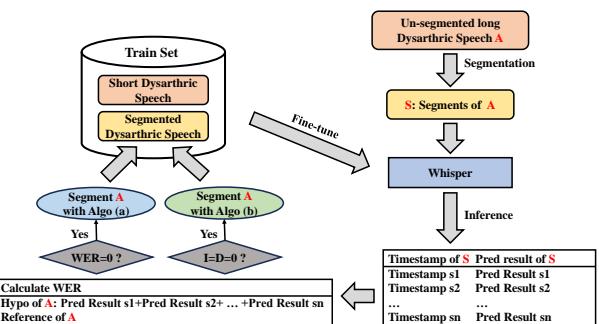 Un-segmented long
Dysarthric Speech A
Segmentation
S: Segments of A
Whisper
Inference
Timestamp of S Pred result of S
Timestamp s1 Pred Result s1
Timestamp s2 Pred Result s2
... ...
Timestamp sn Pred Result sn
Calculate WER
Hypo of A: Pred Result s1+Pred Result s2+ ... +Pred Result sn
Reference of A
WER=0 ?
I=D=0 ?
Yes
Yes
Segment A
with Algo (a)
Segment A
with Algo (b)
Train Set
Short Dysarthric
Speech
Segmented
Dysarthric Speech
Fine-tune